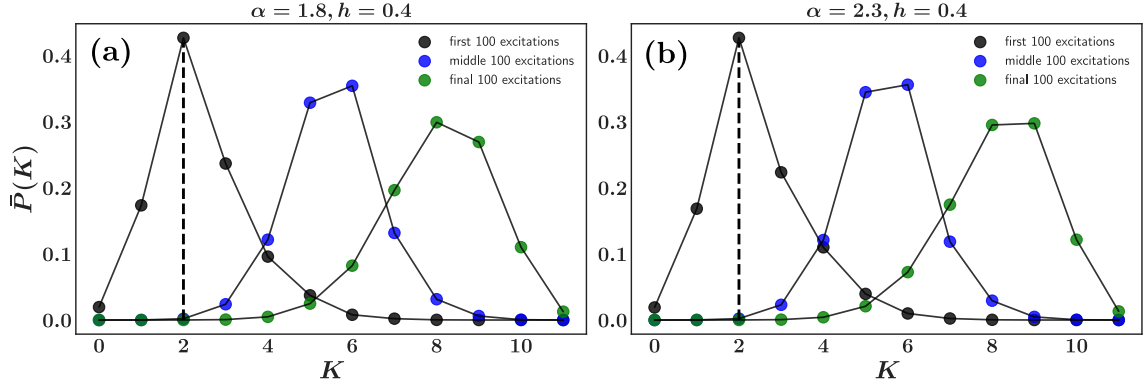 α = 1.8, h = 0.4
(a)
first 100 excitations
middle 100 excitations
final 100 excitations
0.4
0.3
0.2
0.1
0.0
P̄(K)
0 2 4 6 8 10
K
α = 2.3, h = 0.4
(b)
first 100 excitations
middle 100 excitations
final 100 excitations
0.4
0.3
0.2
0.1
0.0
0 2 4 6 8 10
K